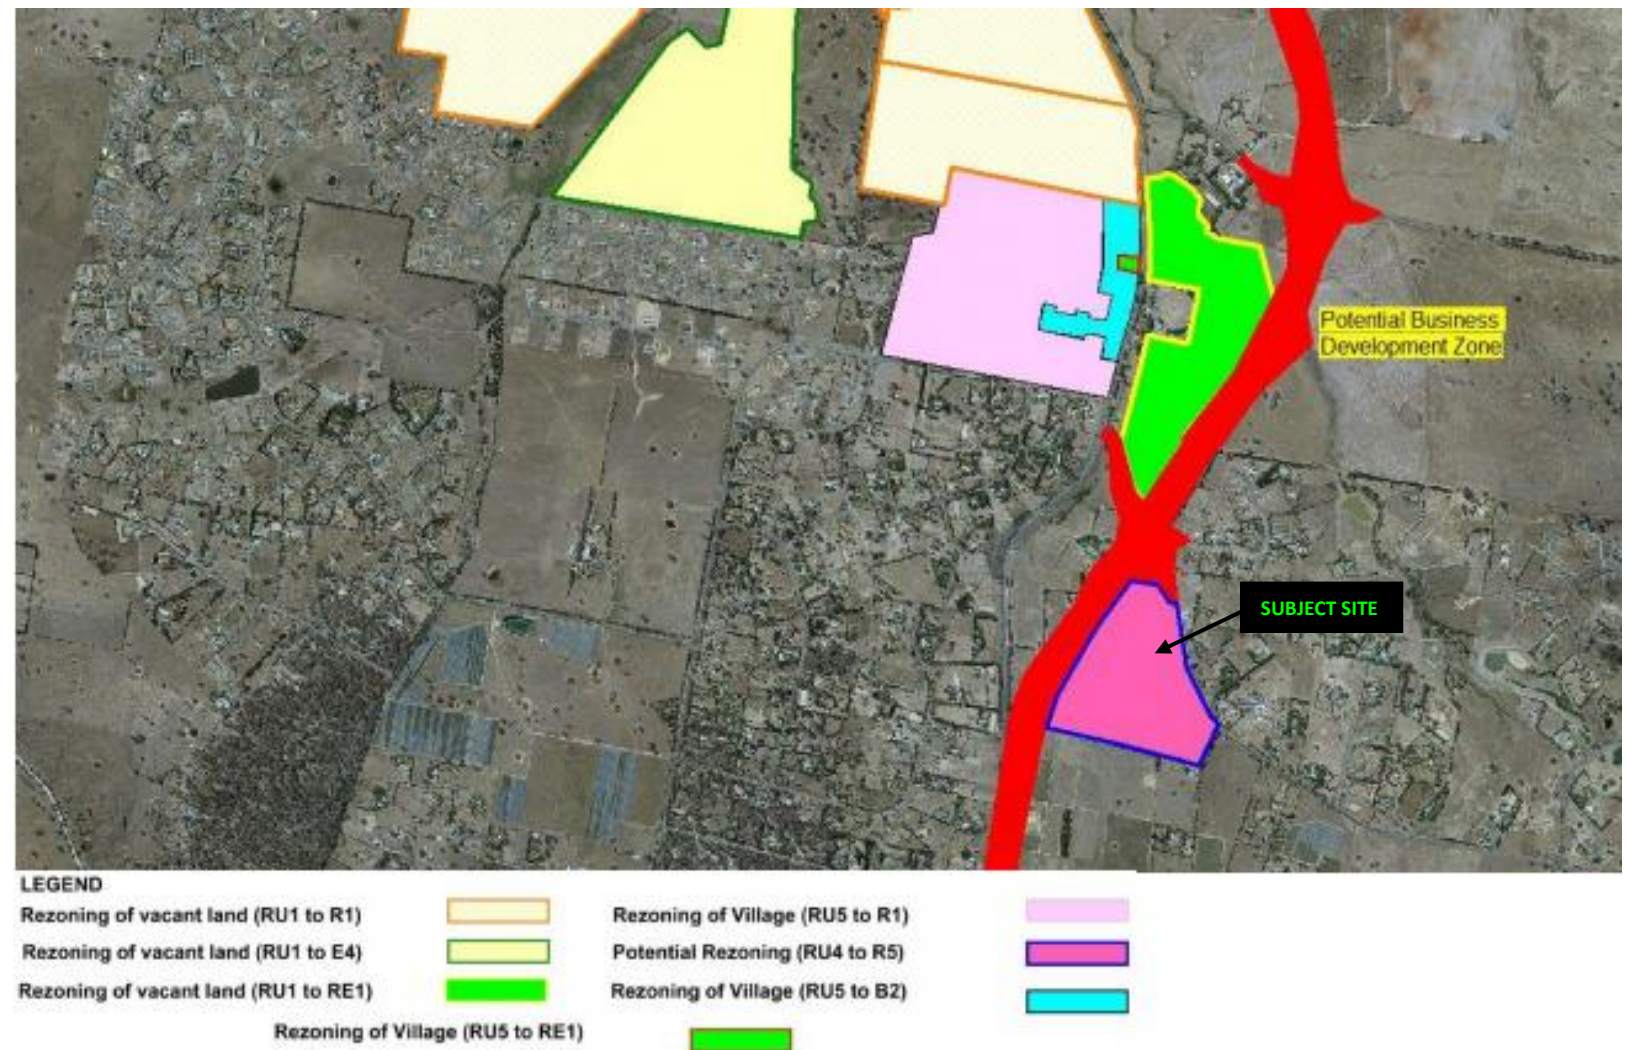 Potential Business
Development Zone
SUBJECT SITE
LEGEND
Rezoning of vacant land (RU1 to R1)
Rezoning of Village (RU5 to R1)
Rezoning of vacant land (RU1 to E4)
Potential Rezoning (RU4 to R5)
Rezoning of vacant land (RU1 to RE1)
Rezoning of Village (RU5 to B2)
Rezoning of Village (RU5 to RE1)